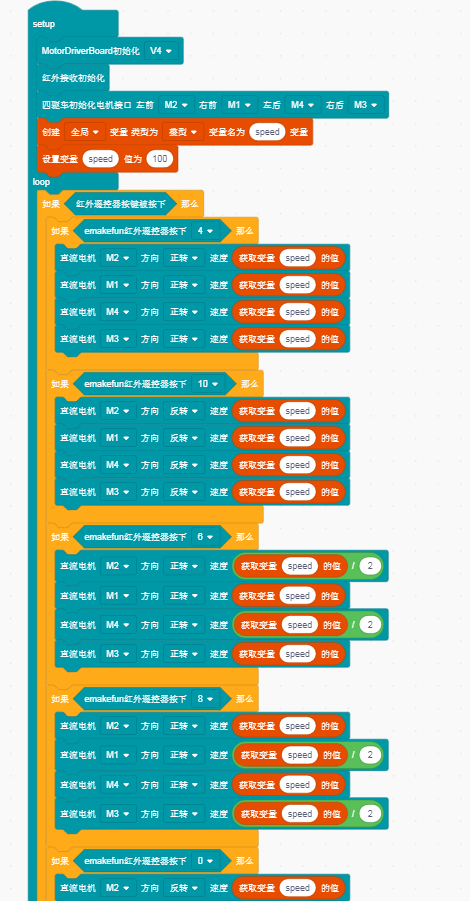 setup
MotorDriverBoard初始化 V4
红外接收初始化
四驱车初始化电机接口 左前 M2 右前 M1 左后 M4 右后 M3
创建 全局 变量 类型为 整型 变量名为 speed 变量
设置变量 speed 值为 100
loop
如果 红外遥控器按键被按下 那么
如果 emakefun红外遥控器按下 4 那么
直流电机 M2 方向 正转 速度 获取变量 speed 的值
直流电机 M1 方向 正转 速度 获取变量 speed 的值
直流电机 M4 方向 正转 速度 获取变量 speed 的值
直流电机 M3 方向 正转 速度 获取变量 speed 的值
如果 emakefun红外遥控器按下 10 那么
直流电机 M2 方向 反转 速度 获取变量 speed 的值
直流电机 M1 方向 反转 速度 获取变量 speed 的值
直流电机 M4 方向 反转 速度 获取变量 speed 的值
直流电机 M3 方向 反转 速度 获取变量 speed 的值
如果 emakefun红外遥控器按下 6 那么
直流电机 M2 方向 正转 速度 获取变量 speed 的值 / 2
直流电机 M1 方向 正转 速度 获取变量 speed 的值
直流电机 M4 方向 正转 速度 获取变量 speed 的值 / 2
直流电机 M3 方向 正转 速度 获取变量 speed 的值
如果 emakefun红外遥控器按下 8 那么
直流电机 M2 方向 正转 速度 获取变量 speed 的值
直流电机 M1 方向 正转 速度 获取变量 speed 的值 / 2
直流电机 M4 方向 正转 速度 获取变量 speed 的值
直流电机 M3 方向 正转 速度 获取变量 speed 的值 / 2
如果 emakefun红外遥控器按下 0 那么
直流电机 M2 方向 反转 速度 获取变量 speed 的值